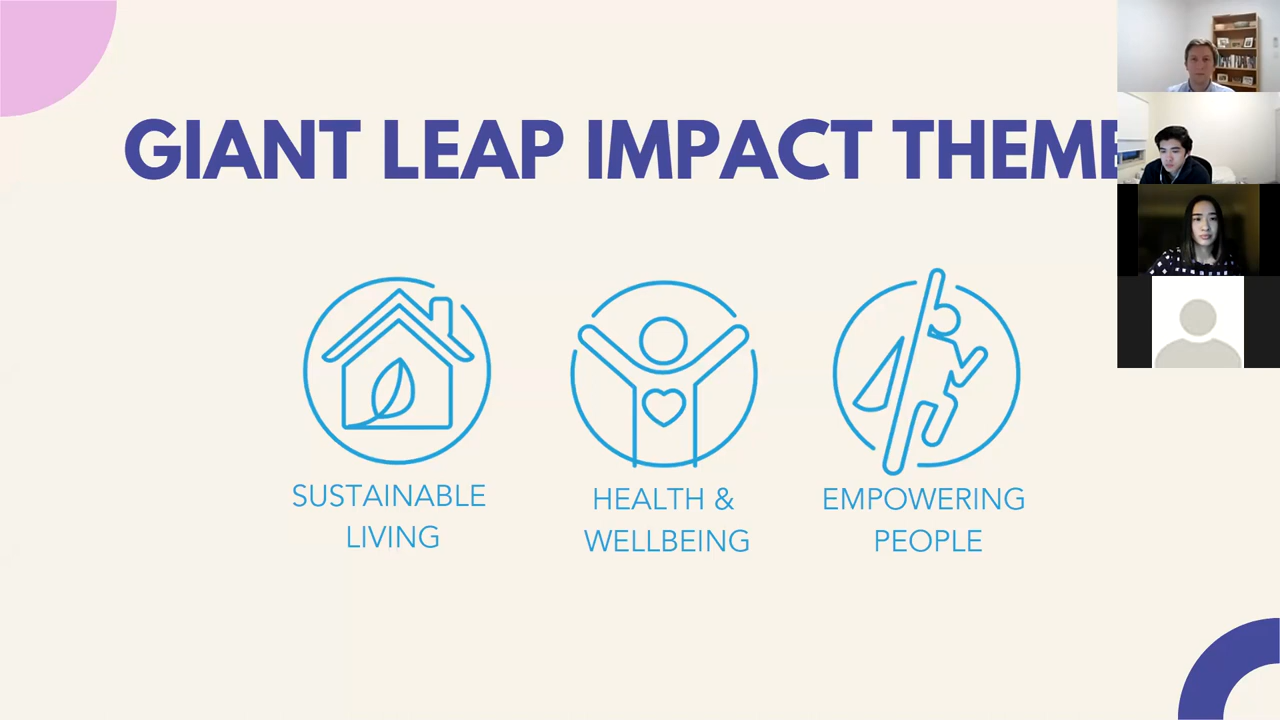 GIANT LEAP IMPACT THEME
SUSTAINABLE
LIVING
HEALTH &
WELLBEING
EMPOWERING
PEOPLE